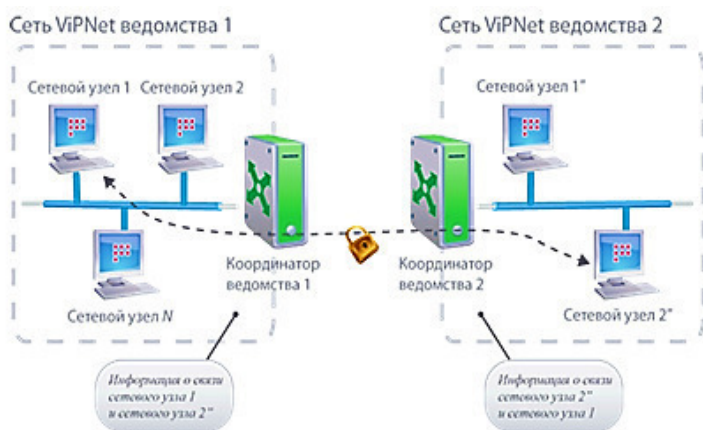 Сеть ViPNet ведомства 1
Сеть ViPNet ведомства 2
Сетевой узел 1
Сетевой узел 2
Сетевой узел 1"
Координатор
ведомства 1
Координатор
ведомства 2
Сетевой узел N
Сетевой узел 2"
Информация о связи
сетевого узла 1
и сетевого узла 2"
Информация о связи
сетевого узла 2"
и сетевого узла 1